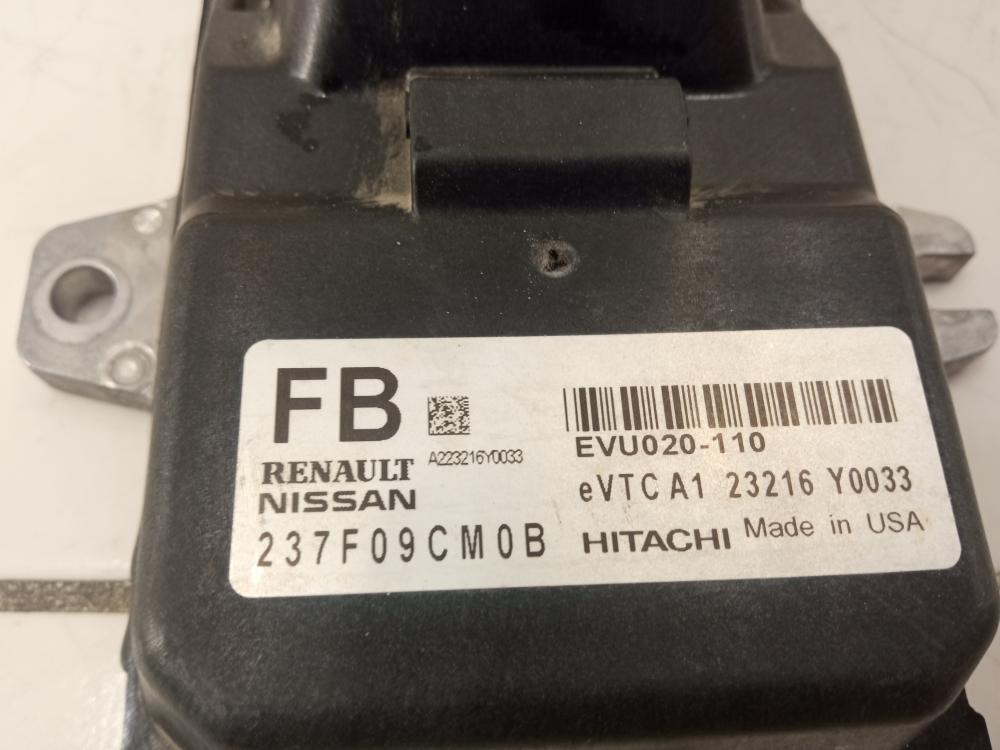 FB
A223216Y0033
RENAULT
NISSAN
237F09CM0B
EVU020-110
eVTC A1 23216 Y0033
HITACHI Made in USA